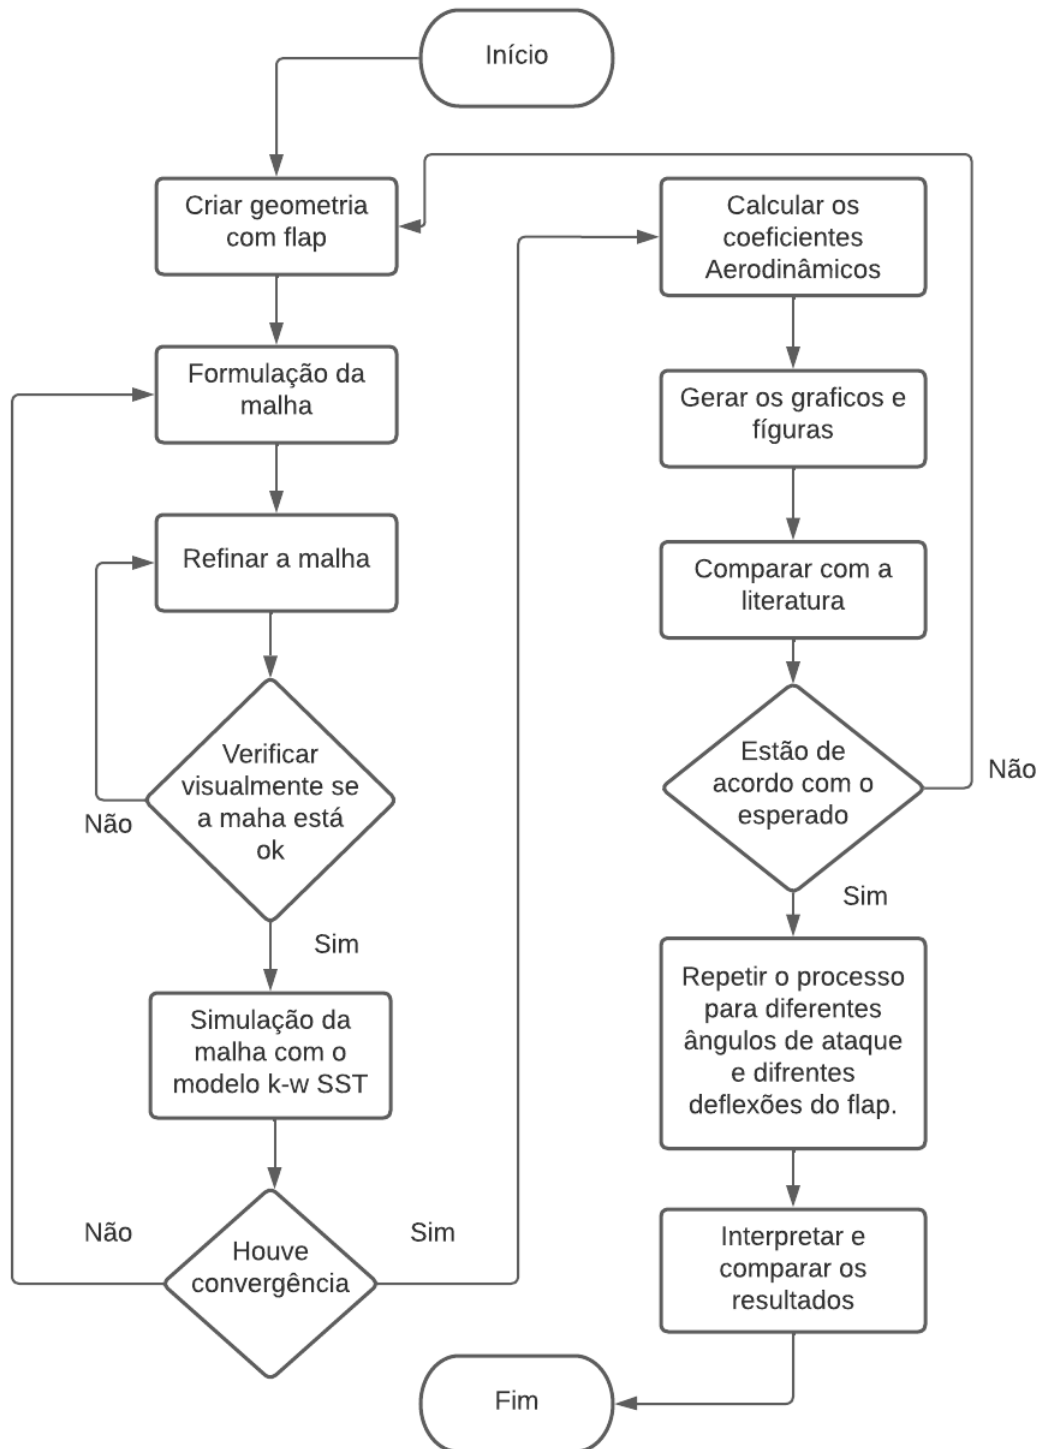 Início
Criar geometria
com flap
Formulação da
malha
Refinar a malha
Verificar
visualmente se
a maha está
ok
Não
Sim
Simulação da
malha com o
modelo k-w SST
Houve
convergência
Não
Sim
Calcular os
coeficientes
Aerodinâmicos
Gerar os graficos e
fíguras
Comparar com a
literatura
Estão de
acordo com o
esperado
Não
Sim
Repetir o processo
para diferentes
ângulos de ataque
e difrentes
deflexões do flap.
Interpretar e
comparar os
resultados
Fim